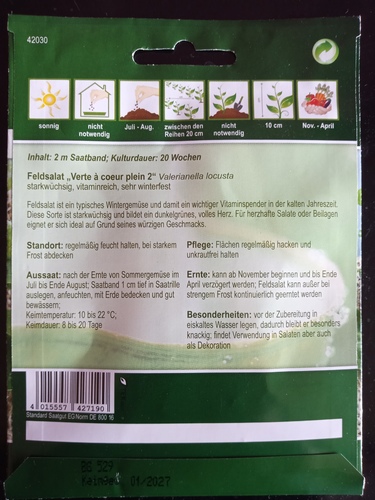 42030
sonnig
nicht
notwendig
Juli - Aug.
zwischen den
Reihen 20 cm
nicht
notwendig
10 cm
Nov. - April
Inhalt: 2 m Saatband; Kulturdauer: 20 Wochen
Feldsalat „Verte à coeur plein 2“ Valerianella locusta
starkwüchsig, vitaminreich, sehr winterfest
Feldsalat ist ein typisches Wintergemüse und damit ein wichtiger Vitaminspender in der kalten Jahreszeit.
Diese Sorte ist starkwüchsig und bildet ein dunkelgrünes, volles Herz. Für herzhafte Salate oder Beilagen
eignet er sich ideal auf Grund seines würzigen Geschmacks.
Standort: regelmäßig feucht halten, bei starkem
Frost abdecken
Aussaat: nach der Ernte von Sommergemüse im
Juli bis Ende August; Saatband 1 cm tief in Saatrille
auslegen, anfeuchten, mit Erde bedecken und gut
bewässern;
Keimtemperatur: 10 bis 22 °C;
Keimdauer: 8 bis 20 Tage
Pflege: Flächen regelmäßig hacken und
unkrautfrei halten
Ernte: kann ab November beginnen und bis Ende
April verzögert werden; Feldsalat kann außer bei
strengem Frost kontinuierlich geerntet werden
Besonderheiten: vor der Zubereitung in
eiskaltes Wasser legen, dadurch bleibt er besonders
knackig; findet Verwendung in Salaten aber auch
als Dekoration
4 015557 427190
Standard Saatgut EG Norm DE 800 16
BG 529
Keimgar. 01/2027